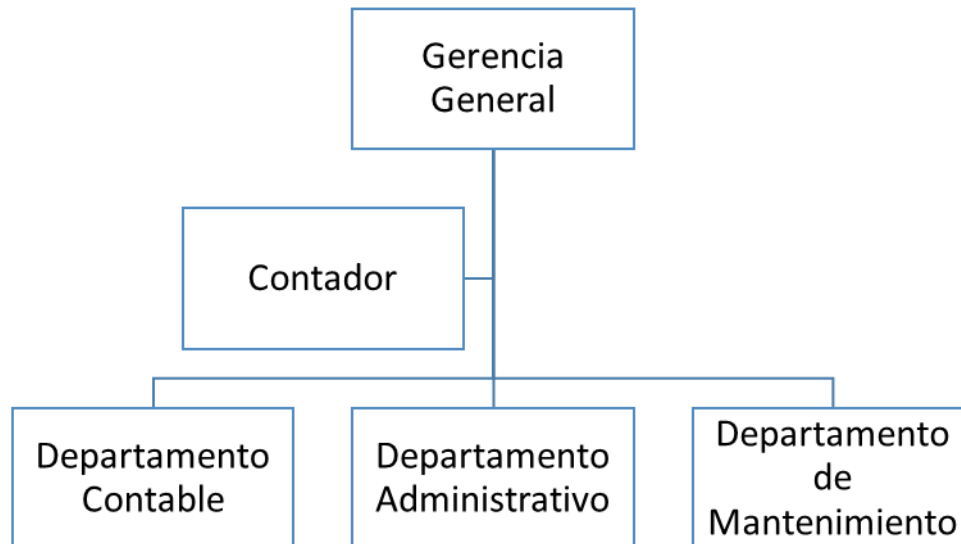 Gerencia
General
Contador
Departamento
Contable
Departamento
Administrativo
Departamento
de
Mantenimiento